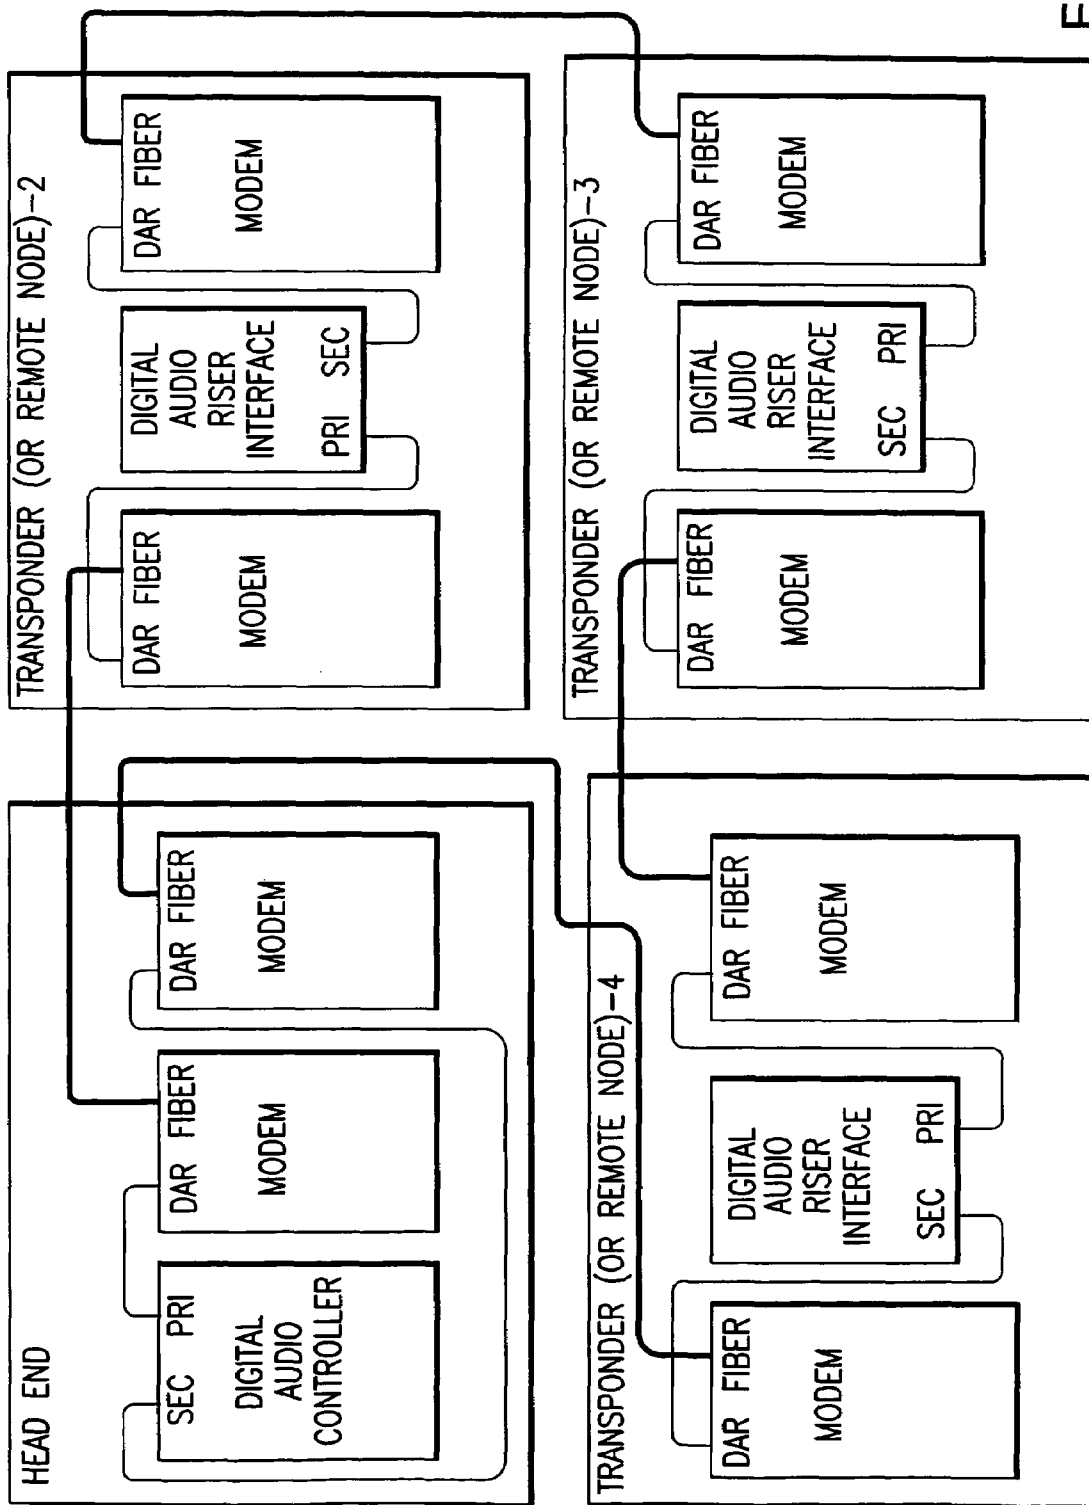 HEAD END
SEC PRI
DIGITAL
AUDIO
CONTROLLER
DAR FIBER
MODEM
DAR FIBER
MODEM
TRANSPONDER (OR REMOTE NODE)-2
DAR FIBER
MODEM
DIGITAL
AUDIO
RISER
INTERFACE
PRI SEC
DAR FIBER
MODEM
TRANSPONDER (OR REMOTE NODE)-4
DAR FIBER
MODEM
DIGITAL
AUDIO
RISER
INTERFACE
SEC PRI
DAR FIBER
MODEM
TRANSPONDER (OR REMOTE NODE)-3
DAR FIBER
MODEM
DIGITAL
AUDIO
RISER
INTERFACE
SEC PRI
DAR FIBER
MODEM